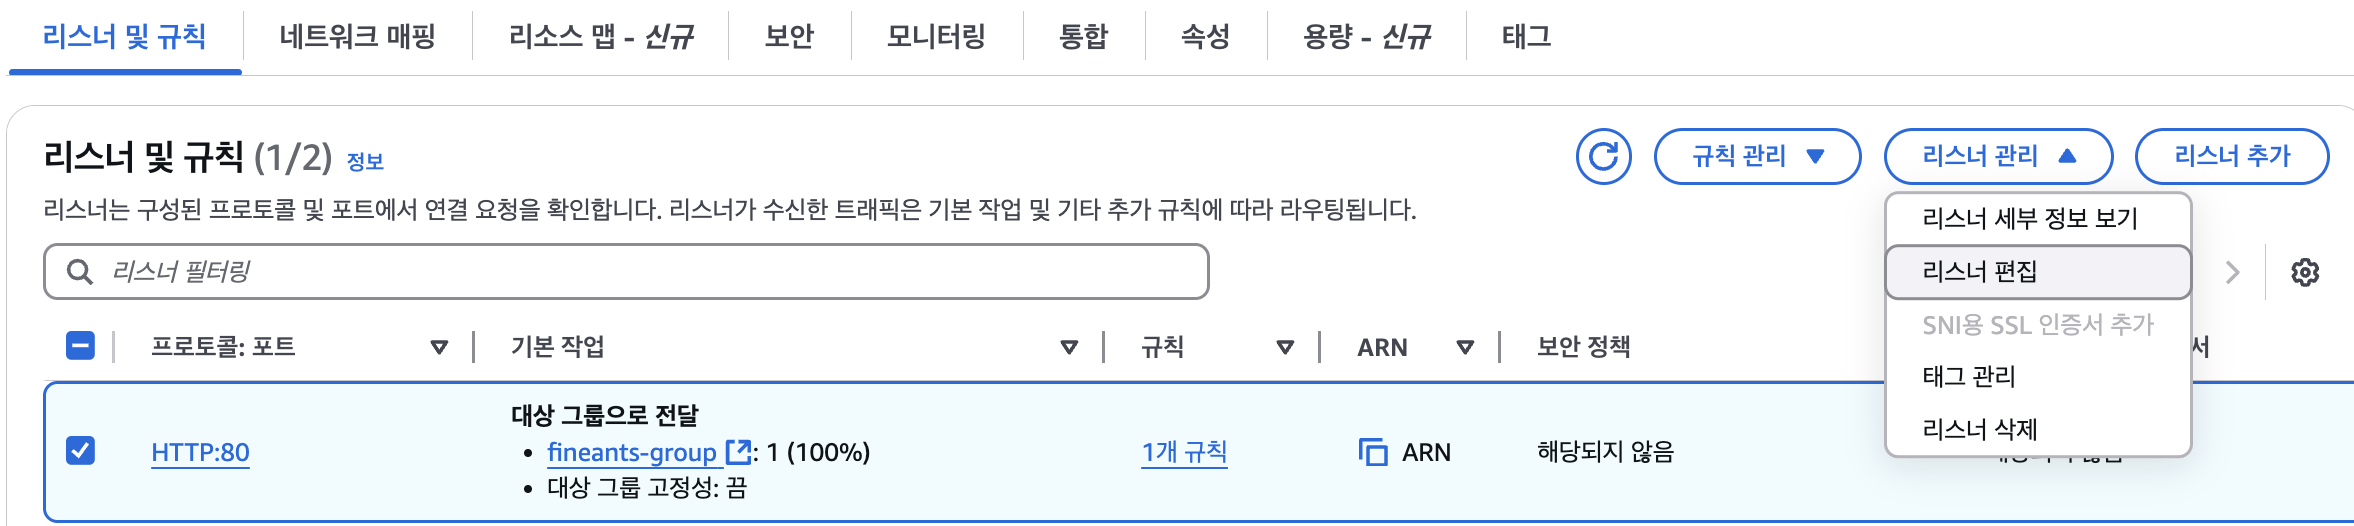 리스너 및 규칙
네트워크 매핑
리소스 맵 - 신규
보안
모니터링
통합
속성
용량 - 신규
태그
리스너 및 규칙 (1/2) 정보
규칙 관리
리스너 관리
리스너 추가
리스너는 구성된 프로토콜 및 포트에서 연결 요청을 확인합니다. 리스너가 수신한 트래픽은 기본 작업 및 기타 추가 규칙에 따라 라우팅됩니다.
리스너 세부 정보 보기
리스너 편집
SNI용 SSL 인증서 추가
태그 관리
리스너 삭제
리스너 필터링
프로토콜: 포트
기본 작업
규칙
ARN
보안 정책
서
HTTP:80
대상 그룹으로 전달
• fineants-group: 1 (100%)
• 대상 그룹 고정성: 끔
1개 규칙
ARN
해당되지 않음